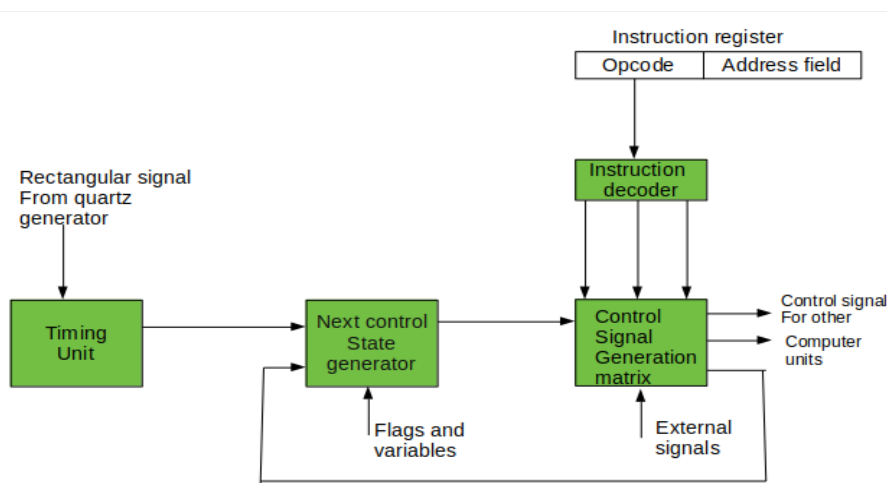 Instruction register
Opcode
Address field
Instruction
decoder
Rectangular signal
From quartz
generator
Timing
Unit
Next control
State
generator
Control
Signal
Generation
matrix
Control signal
For other
Computer
units
Flags and
variables
External
signals